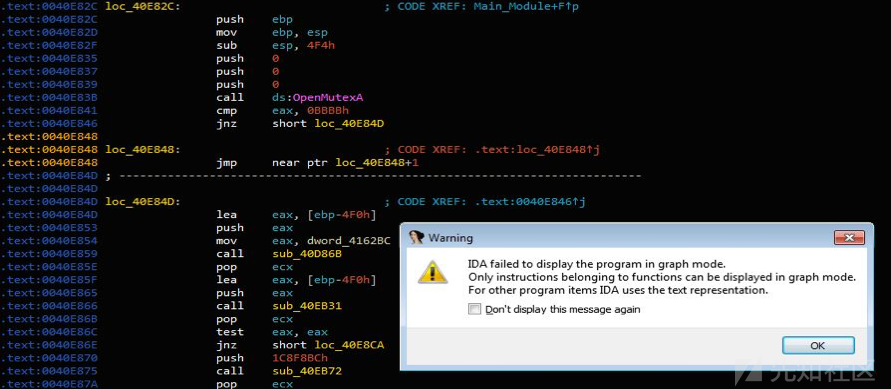 .text:0040E82C loc_40E82C: ; CODE XREF: Main_Module+F↑p
.text:0040E82C push ebp
.text:0040E82D mov ebp, esp
.text:0040E82F sub esp, 4F4h
.text:0040E835 push 0
.text:0040E837 push 0
.text:0040E839 push 0
.text:0040E83B call ds:OpenMutexA
.text:0040E841 cmp eax, 0BBBBh
.text:0040E846 jnz short loc_40E84D
.text:0040E848
.text:0040E848 loc_40E848: ; CODE XREF: .text:loc_40E848↑j
.text:0040E848 jmp near ptr loc_40E848+1
.text:0040E84D ; ---------------------------------------------------------------------------
.text:0040E84D
.text:0040E84D loc_40E84D: ; CODE XREF: .text:0040E846↑j
.text:0040E84D lea eax, [ebp-4F0h]
.text:0040E853 push eax
.text:0040E854 mov eax, dword_4162BC
.text:0040E859 call sub_40D86B
.text:0040E85E pop ecx
.text:0040E85F lea eax, [ebp-4F0h]
.text:0040E865 push eax
.text:0040E866 call sub_40EB31
.text:0040E86B pop ecx
.text:0040E86C test eax, eax
.text:0040E86E jnz short loc_40E8CA
.text:0040E870 push 1C8F8BCh
.text:0040E875 call sub_40EB72
.text:0040E87A pop ecx
Warning
IDA failed to display the program in graph mode.
Only instructions belonging to functions can be displayed in graph mode.
For other program items IDA uses the text representation.
Don't display this message again
OK
先知社区